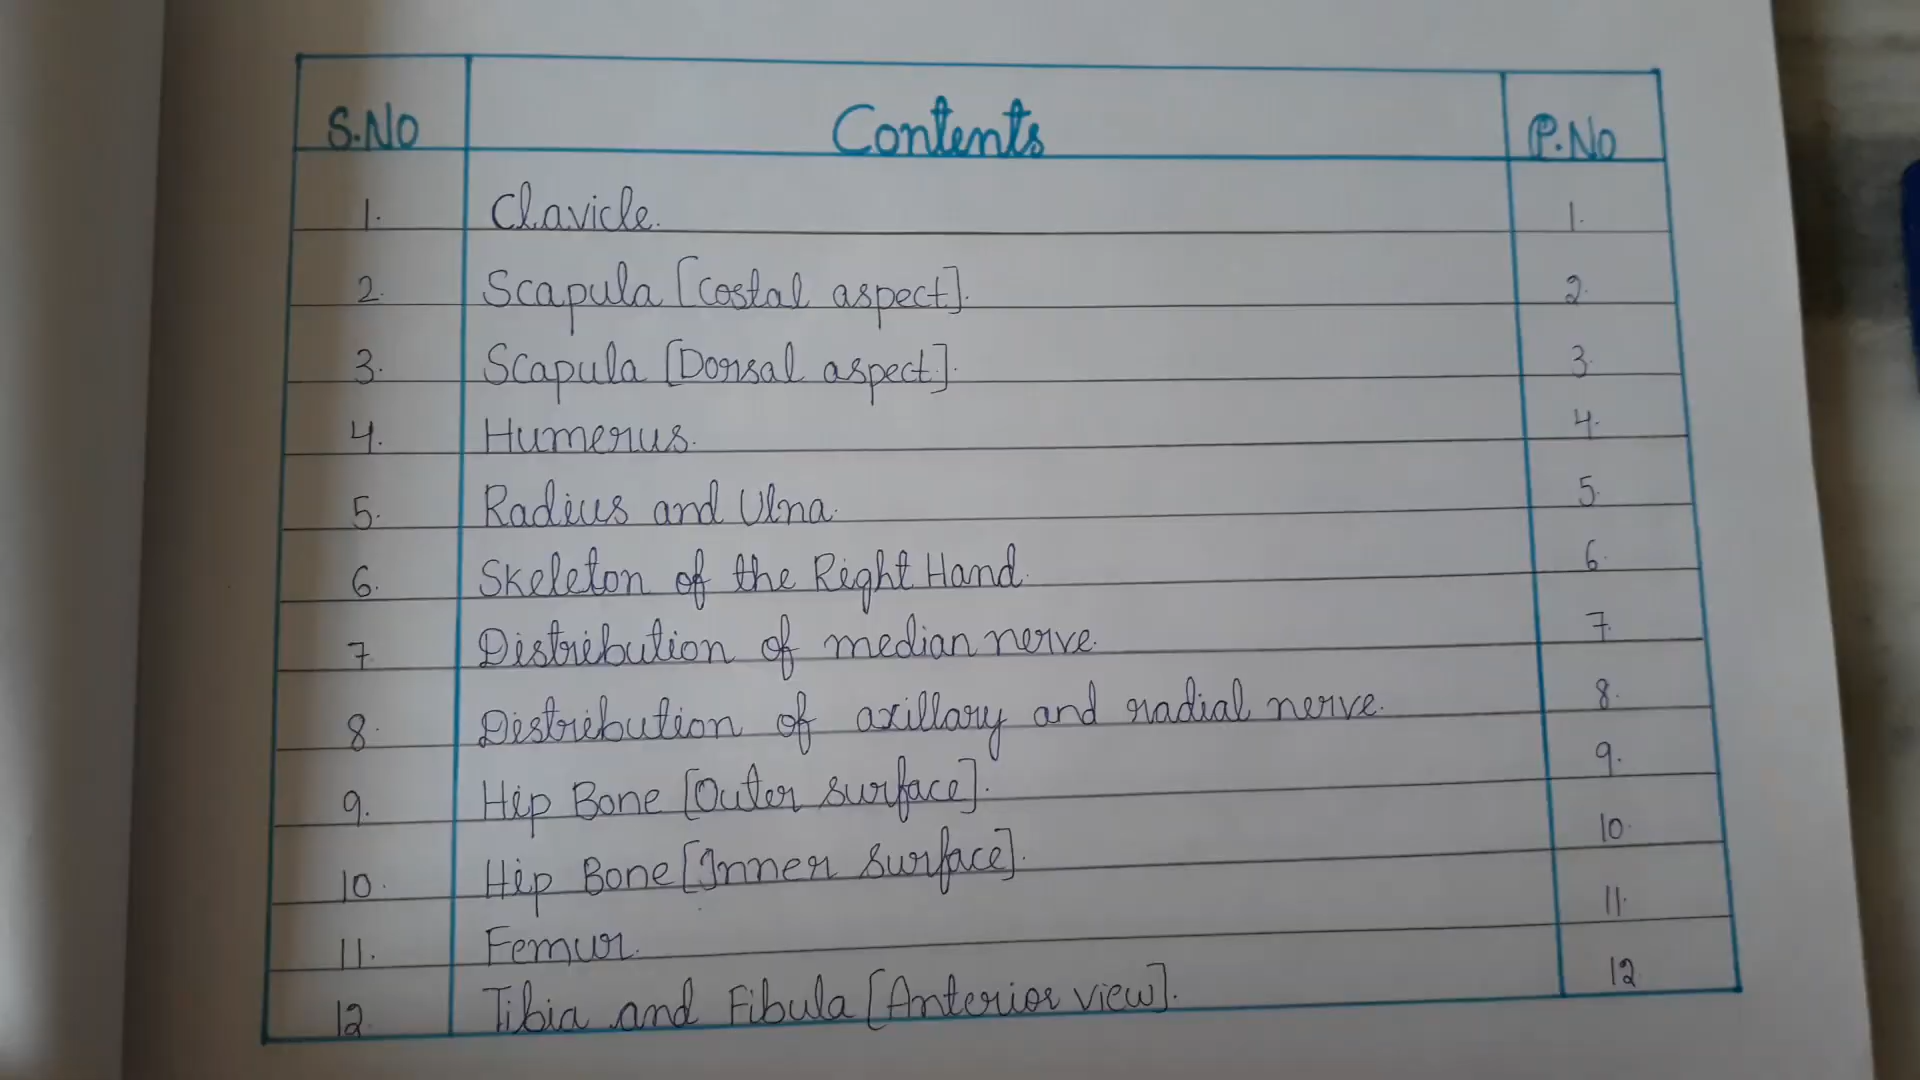 S.No Contents P.No
1. Clavicle. 1.
2. Scapula [Costal aspect]. 2.
3. Scapula [Dorsal aspect]. 3.
4. Humerus. 4.
5. Radius and Ulna. 5.
6. Skeleton of the Right Hand. 6.
7. Distribution of median nerve. 7.
8. Distribution of axillary and radial nerve. 8.
9. Hip Bone [Outer surface]. 9.
10. Hip Bone [Inner surface]. 10.
11. Femur. 11.
12. Tibia and Fibula [Anterior view]. 12